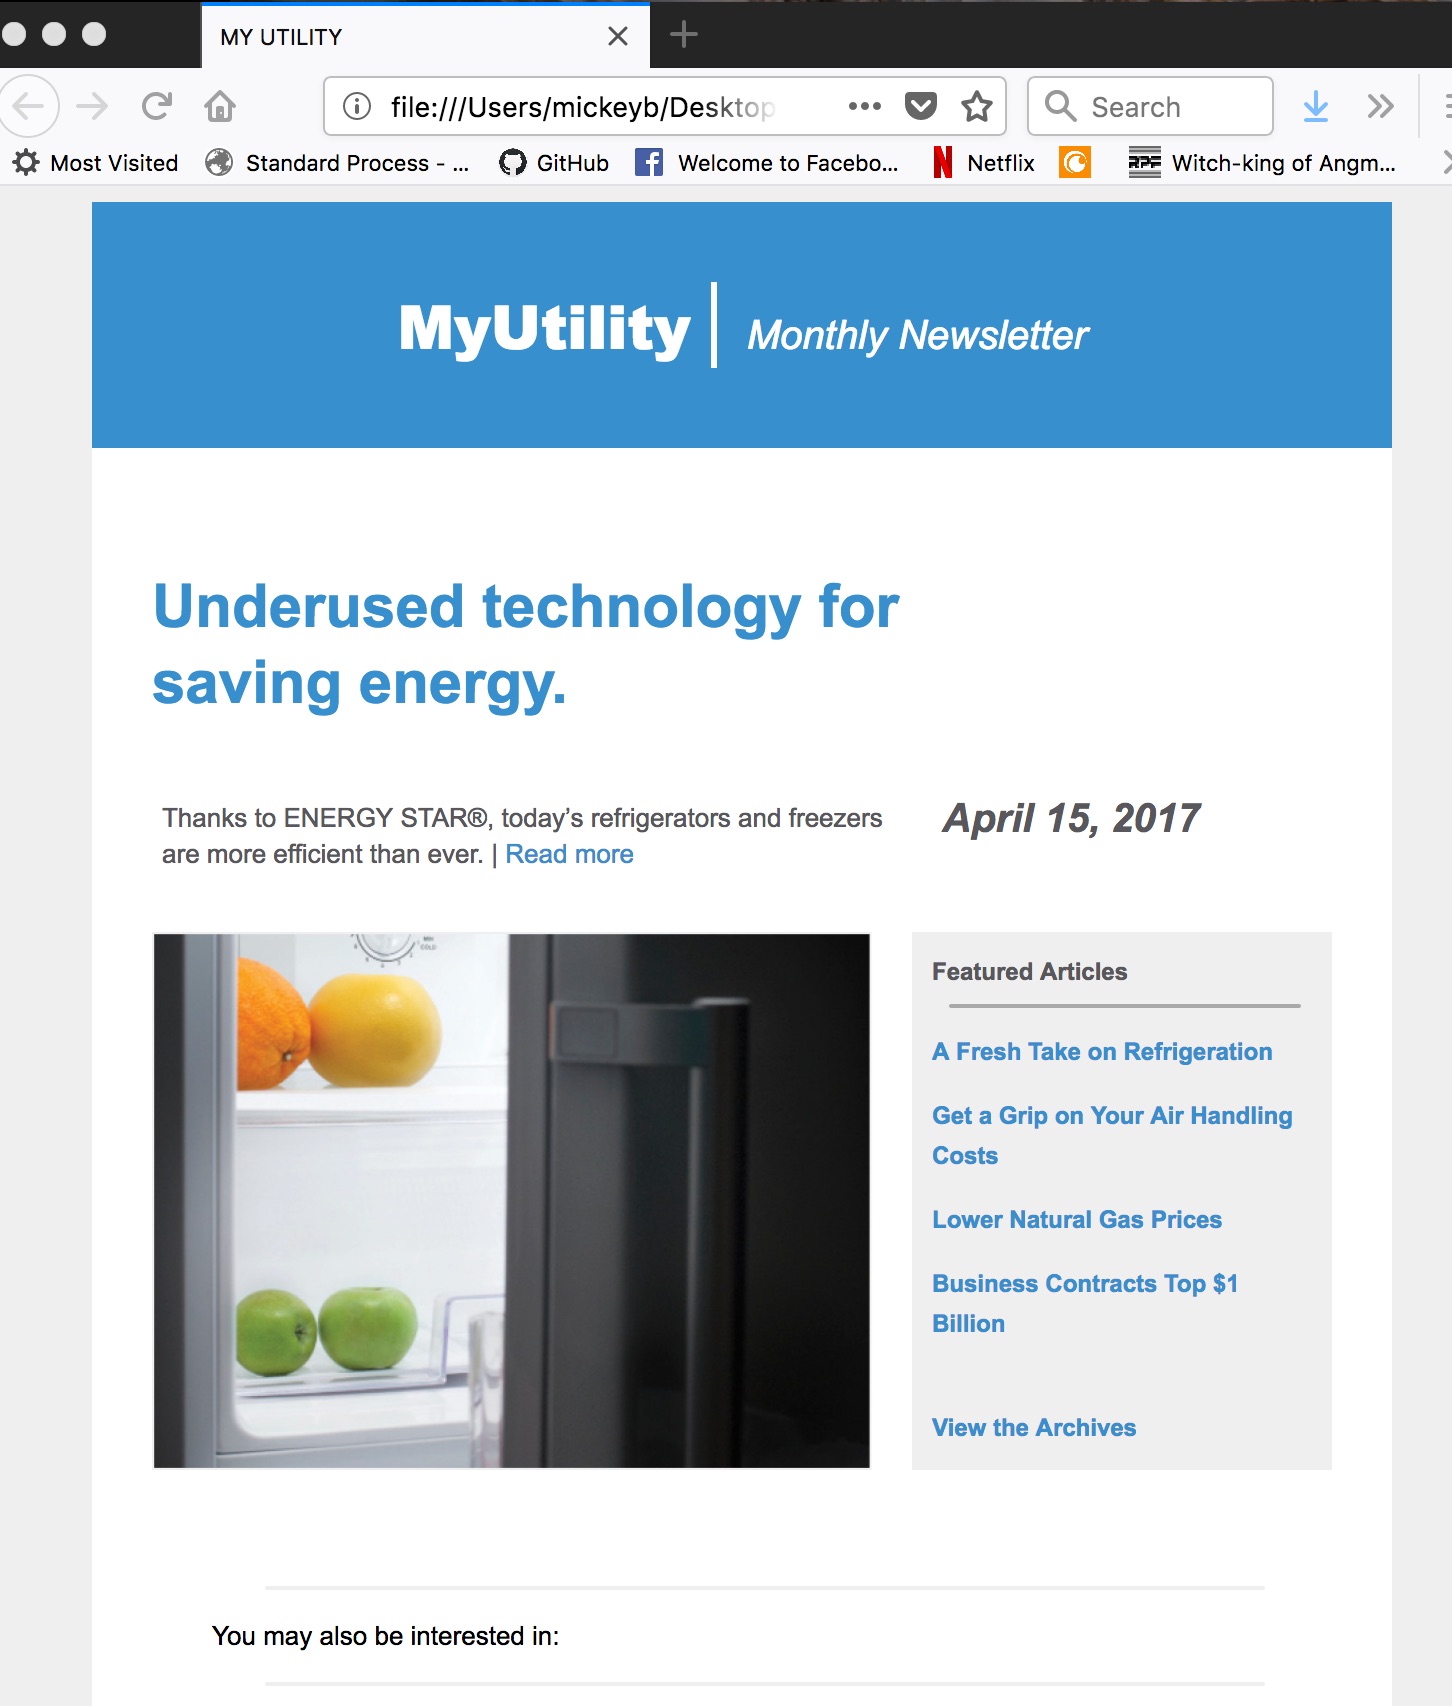 MY UTILITY
file:///Users/mickeyb/Desktop
Search
Most Visited
Standard Process - ...
GitHub
Welcome to Facebo...
Netflix
RPF
Witch-king of Angm...
MyUtility
Monthly Newsletter
Underused technology for
saving energy.
Thanks to ENERGY STAR®, today’s refrigerators and freezers
are more efficient than ever. | Read more
April 15, 2017
Featured Articles
A Fresh Take on Refrigeration
Get a Grip on Your Air Handling
Costs
Lower Natural Gas Prices
Business Contracts Top $1
Billion
View the Archives
You may also be interested in: